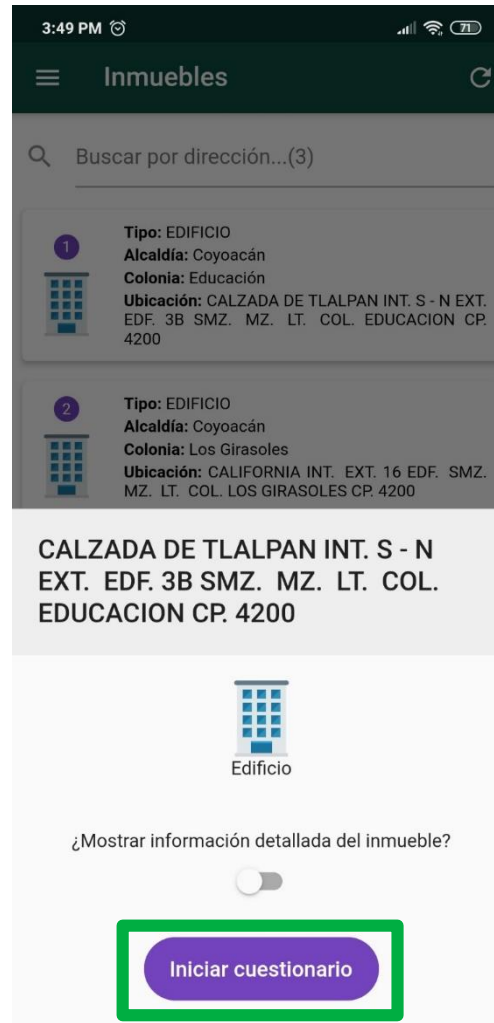 3:49 PM 71
Inmuebles
Buscar por dirección...(3)
1
Tipo: EDIFICIO
Alcaldía: Coyoacán
Colonia: Educación
Ubicación: CALZADA DE TLALPAN INT. S - N EXT.
EDF. 3B SMZ. MZ. LT. COL. EDUCACION CP.
4200
2
Tipo: EDIFICIO
Alcaldía: Coyoacán
Colonia: Los Girasoles
Ubicación: CALIFORNIA INT. EXT. 16 EDF. SMZ.
MZ. LT. COL. LOS GIRASOLES CP. 4200
CALZADA DE TLALPAN INT. S - N
EXT. EDF. 3B SMZ. MZ. LT. COL.
EDUCACION CP. 4200
Edificio
¿Mostrar información detallada del inmueble?
Iniciar cuestionario